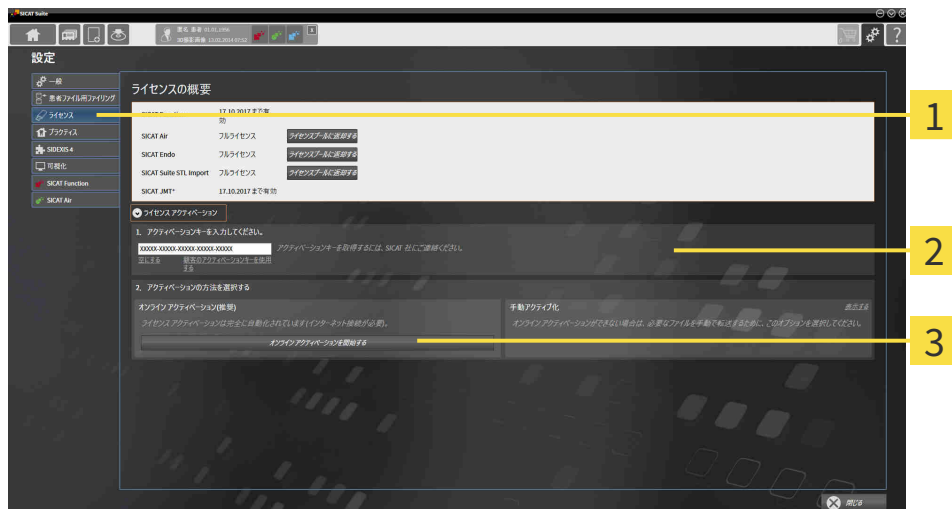 SICAT Suite
匿名 患者 01.01.1996
3D撮影画像 13.02.2014 07:52
設定
一般
患者ファイル用ファイリング
ライセンス
プラクティス
SIDEXIS 4
可視化
SICAT Function
SICAT Air
ライセンスの概要
17.10.2017 まで有
効
SICAT Air フルライセンス ライセンスプールに返却する
SICAT Endo フルライセンス ライセンスプールに返却する
SICAT Suite STL Import フルライセンス ライセンスプールに返却する
SICAT JMT⁺ 17.10.2017 まで有効
ライセンス アクティベーション
1. アクティベーションキーを入力してください。
XXXXX-XXXXX-XXXXX-XXXXX-XXXXX アクティベーションキーを取得するには、SICAT 社にご連絡ください。
空にする 顧客のアクティベーションキーを使用
する
2. アクティベーションの方法を選択する
オンライン アクティベーション(推奨) 手動アクティブ化 表示する
ライセンス アクティベーションは完全に自動化されています(インターネット接続が必要)。 オンライン アクティベーションができない場合は、必要なファイルを手動で転送するために、このオプションを選択してください。
オンライン アクティベーションを開始する
閉じる
1
2
3